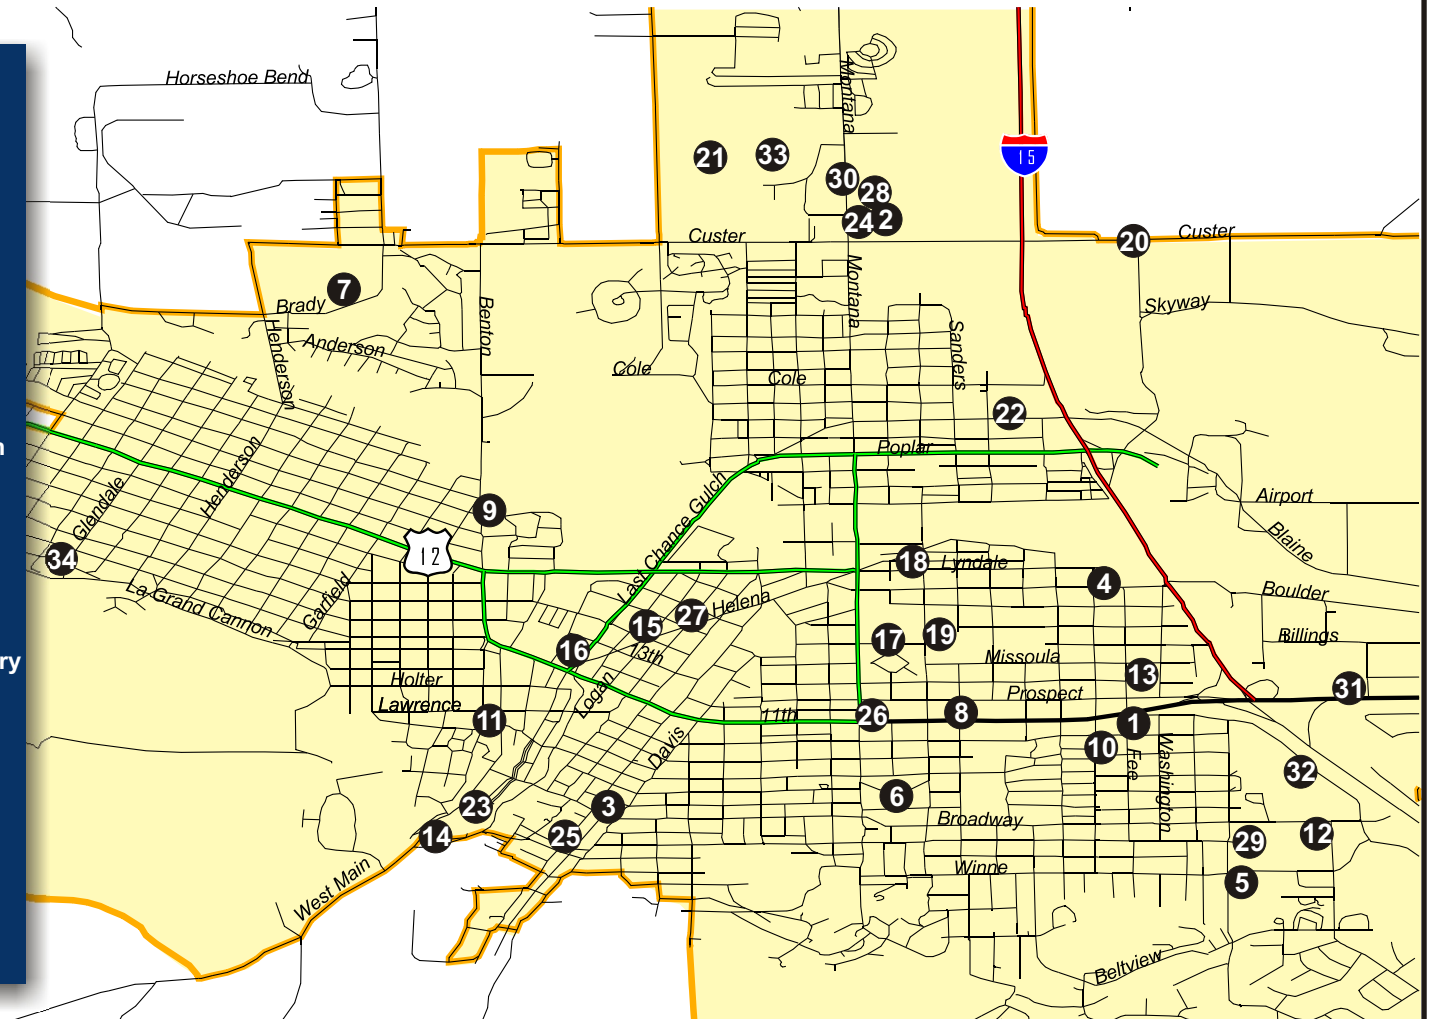 Horseshoe Bend
Montana
15
21
33
30
28
24
2
Custer
20
Custer
7
Brady
Henderson
Anderson
Benton
Montana
Skyway
Sanders
Cole
Cole
22
Poplar
n
Henderson
Glendale
Last Chance Gulch
9
Airport
Blaine
34
12
18
Lyndale
4
Boulder
La Grand Cannon
Garfield
Helena
27
15
13th
16
17
19
Billings
Missoula
ry
Holter
Logan
13
Prospect
31
Lawrence
11
11th
26
8
1
Davis
10
Fee
Washington
32
6
23
3
Broadway
14
25
29
12
Winne
5
West Main
Beltview